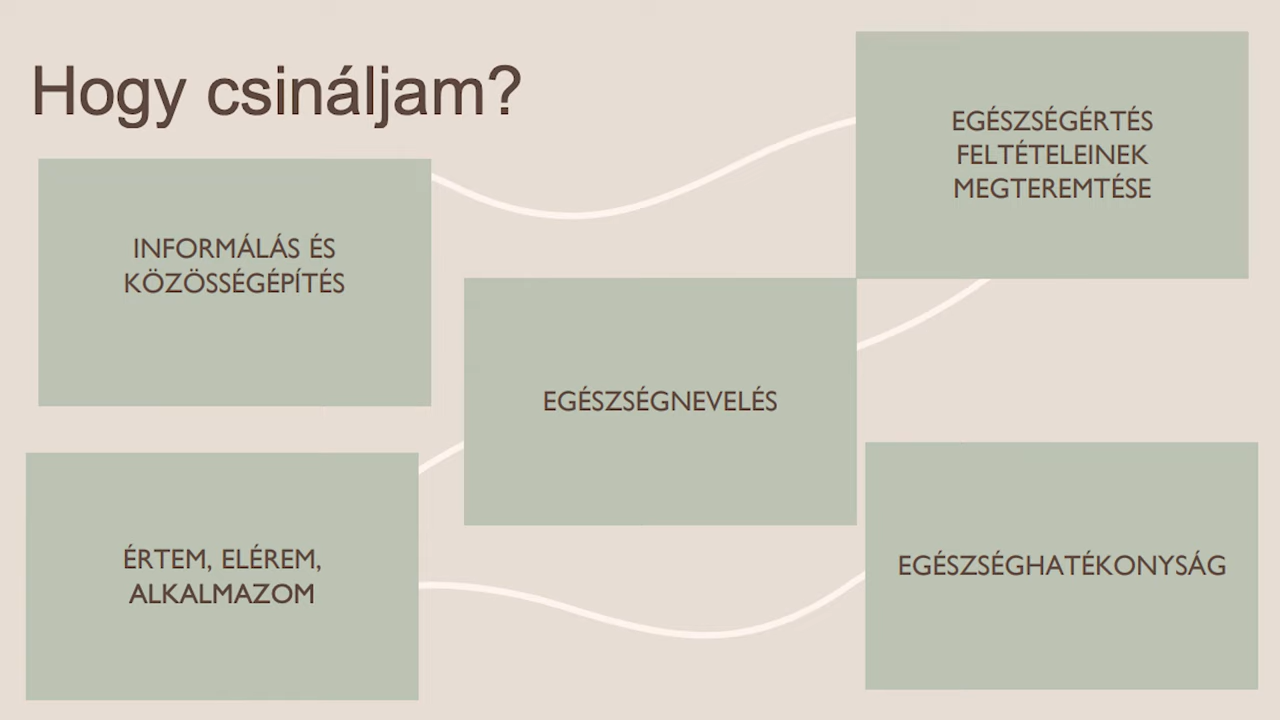 Hogy csináljam?
INFORMÁLÁS ÉS
KÖZÖSSÉGÉPÍTÉS
EGÉSZSÉGÉRTÉS
FELTÉTELEINEK
MEGTEREMTÉSE
EGÉSZSÉGNEVELÉS
ÉRTEM, ELÉREM,
ALKALMAZOM
EGÉSZSÉGHATÉKONYSÁG